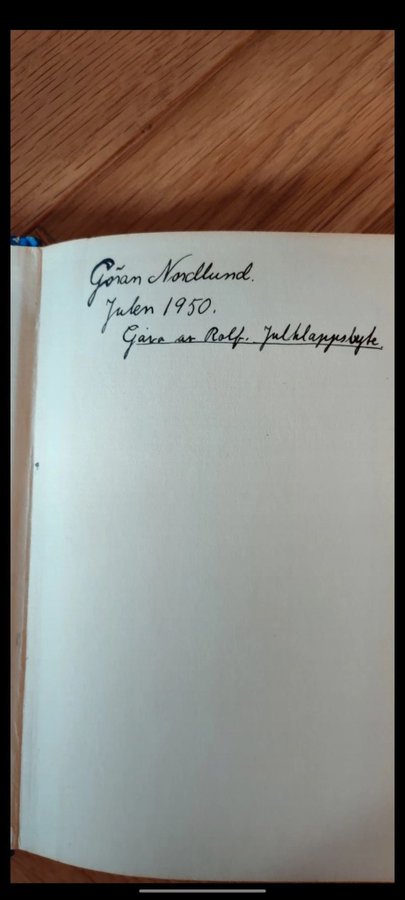 Göran Nordlund.
Julen 1950.
Gåva av Rolf. Julklappsbyte.